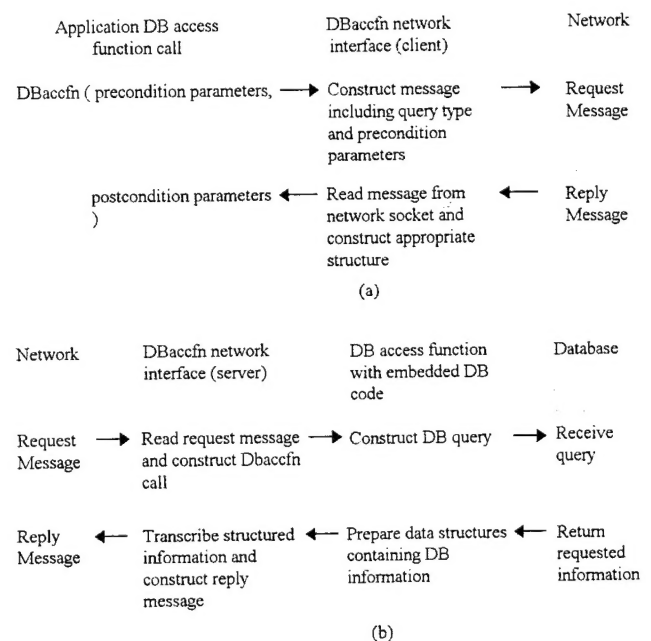 Application DB access
function call
DBaccfn network
interface (client)
Network
DBaccfn ( precondition parameters,
Construct message
including query type
and precondition
parameters
Request
Message
postcondition parameters
)
Read message from
network socket and
construct appropriate
structure
Reply
Message
(a)
Network
DBaccfn network
interface (server)
DB access function
with embedded DB
code
Database
Request
Message
Read request message
and construct Dbaccfn
call
Construct DB query
Receive
query
Reply
Message
Transcribe structured
information and
construct reply
message
Prepare data structures
containing DB
information
Return
requested
information
(b)